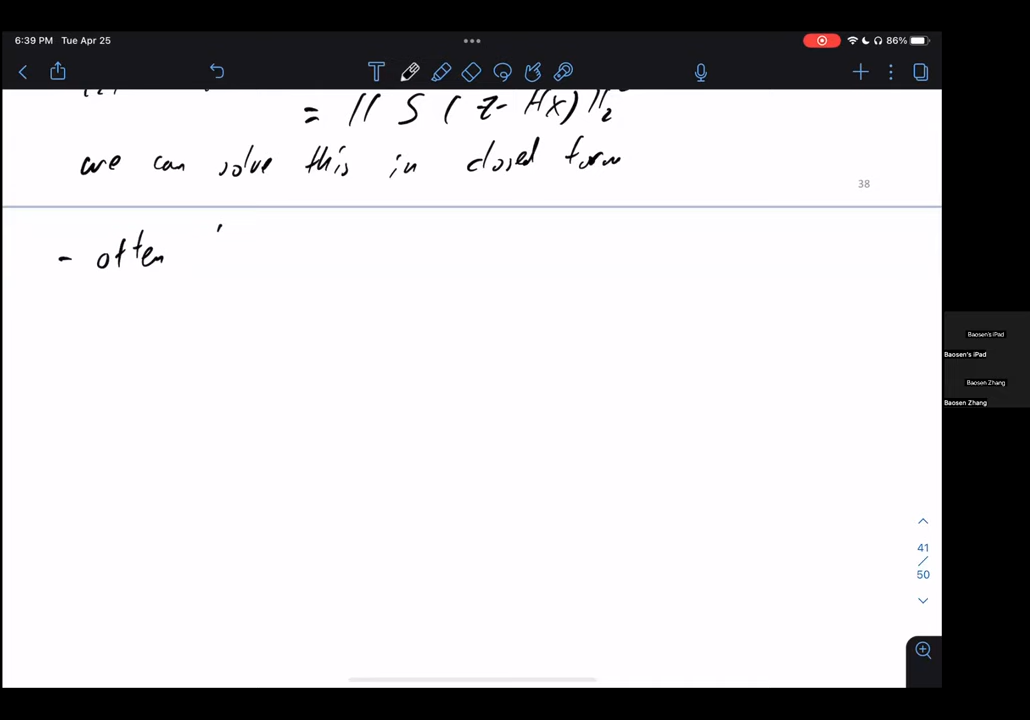 6:39 PM Tue Apr 25
86%
= || S ( Z - Hx) ||₂²
we can solve this in closed form
38
- often
41
/
50
Baosen's iPad
Baosen's iPad
Baosen Zhang
Baosen Zhang